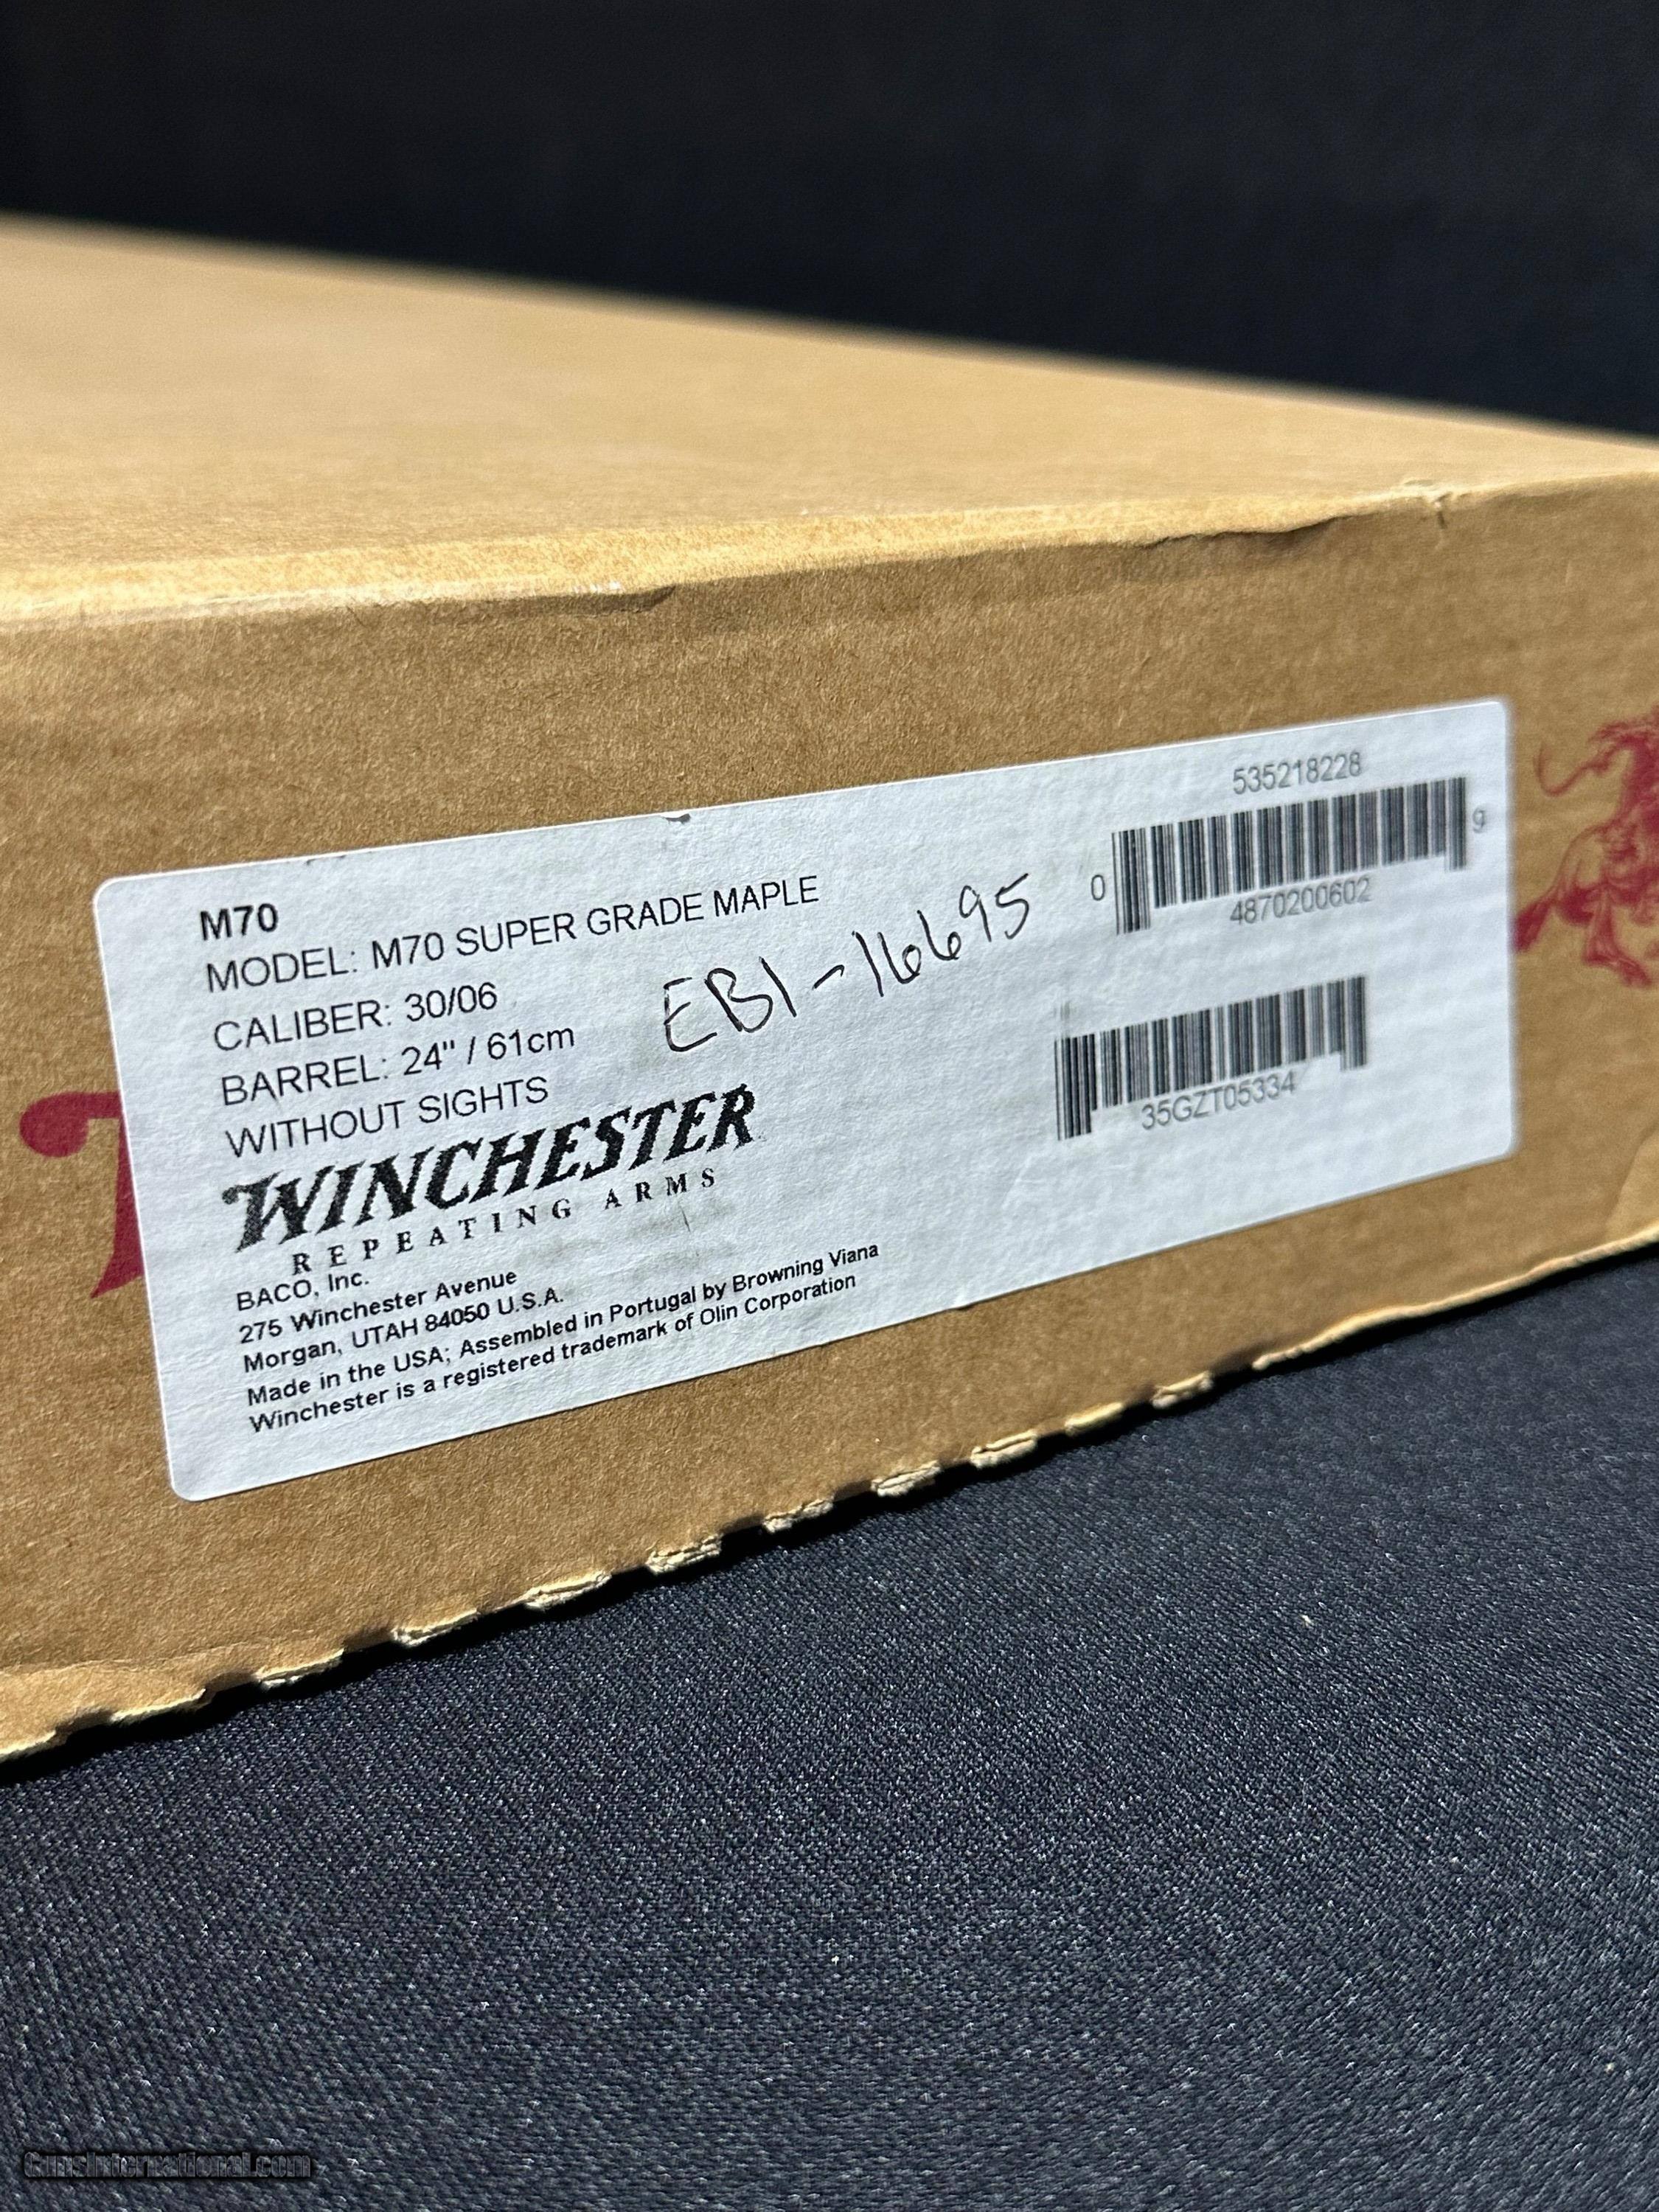 M70
MODEL: M70 SUPER GRADE MAPLE
CALIBER: 30/06
BARREL: 24" / 61cm
WITHOUT SIGHTS
WINCHESTER
REPEATING ARMS
BACO, Inc.
275 Winchester Avenue
Morgan, UTAH 84050 U.S.A.
Made in the USA; Assembled in Portugal by Browning Viana
Winchester is a registered trademark of Olin Corporation
EB1-16695
535218228
0 4870200602 9
35GZT05334
GunsInternational.com